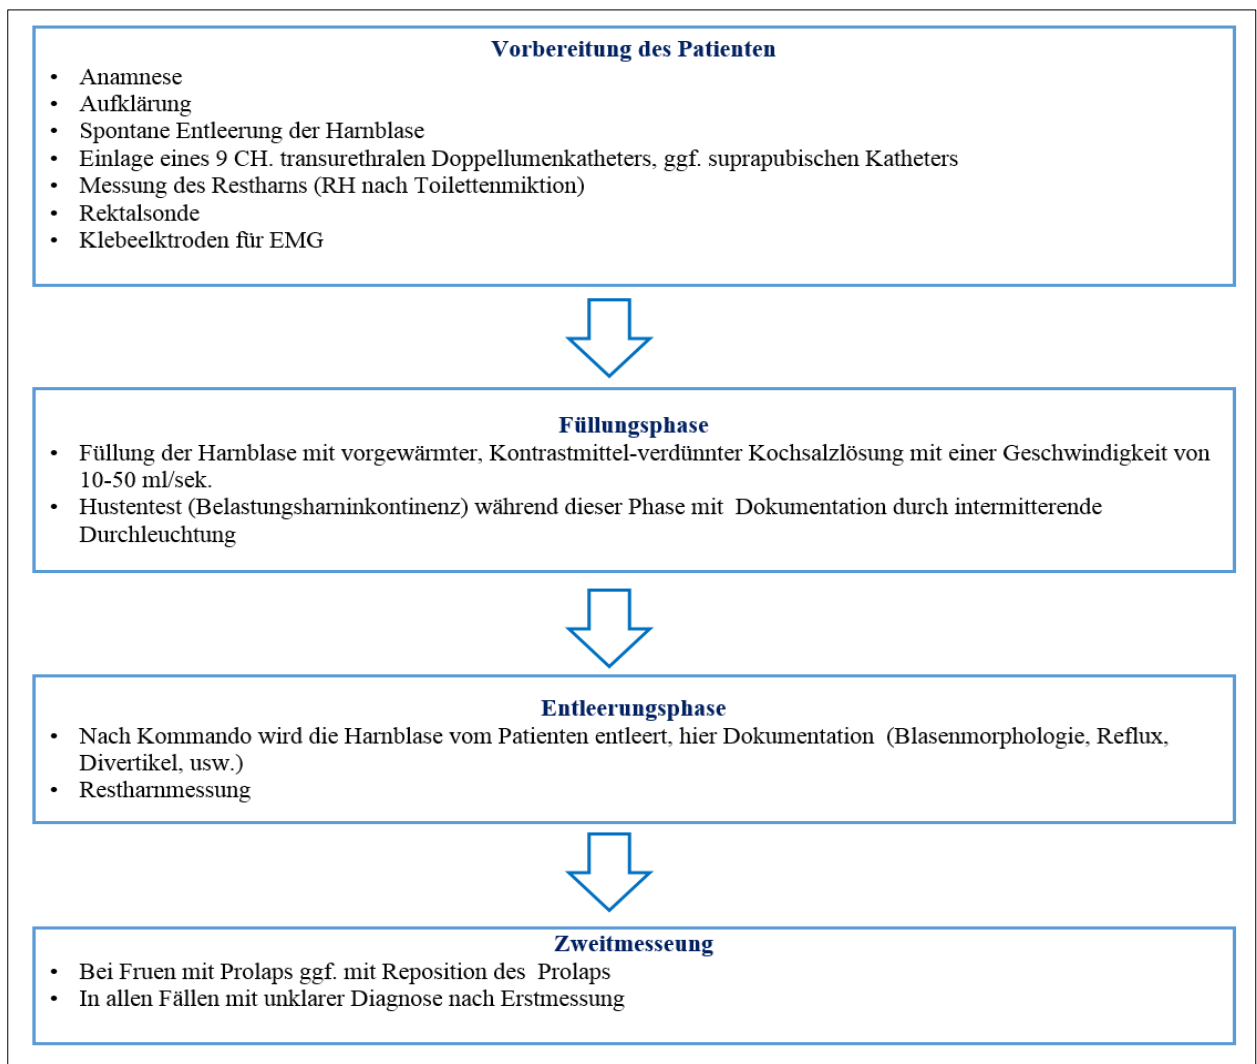 Vorbereitung des Patienten
• Anamnese
• Aufklärung
• Spontane Entleerung der Harnblase
• Einlage eines 9 CH. transurethralen Doppellumenkatheters, ggf. suprapubischen Katheters
• Messung des Restharns (RH nach Toilettenmiktion)
• Rektalsonde
• Klebeelktroden für EMG
Füllungsphase
• Füllung der Harnblase mit vorgewärmter, Kontrastmittel-verdünnter Kochsalzlösung mit einer Geschwindigkeit von
10-50 ml/sek.
• Hustentest (Belastungsharninkontinenz) während dieser Phase mit  Dokumentation durch intermitterende
Durchleuchtung
Entleerungsphase
• Nach Kommando wird die Harnblase vom Patienten entleert, hier Dokumentation  (Blasenmorphologie, Reflux,
Divertikel, usw.)
• Restharnmessung
Zweitmesseung
• Bei Fruen mit Prolaps ggf. mit Reposition des  Prolaps
• In allen Fällen mit unklarer Diagnose nach Erstmessung